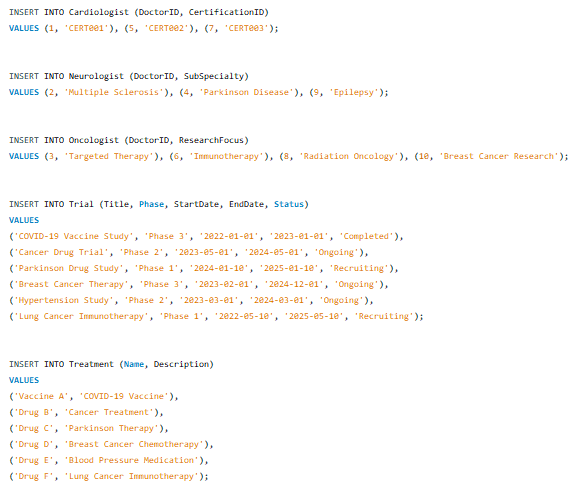 INSERT INTO Cardiologist (DoctorID, CertificationID)
VALUES (1, 'CERT001'), (5, 'CERT002'), (7, 'CERT003');
INSERT INTO Neurologist (DoctorID, SubSpecialty)
VALUES (2, 'Multiple Sclerosis'), (4, 'Parkinson Disease'), (9, 'Epilepsy');
INSERT INTO Oncologist (DoctorID, ResearchFocus)
VALUES (3, 'Targeted Therapy'), (6, 'Immunotherapy'), (8, 'Radiation Oncology'), (10, 'Breast Cancer Research');
INSERT INTO Trial (Title, Phase, StartDate, EndDate, Status)
VALUES
('COVID-19 Vaccine Study', 'Phase 3', '2022-01-01', '2023-01-01', 'Completed'),
('Cancer Drug Trial', 'Phase 2', '2023-05-01', '2024-05-01', 'Ongoing'),
('Parkinson Drug Study', 'Phase 1', '2024-01-10', '2025-01-10', 'Recruiting'),
('Breast Cancer Therapy', 'Phase 3', '2023-02-01', '2024-12-01', 'Ongoing'),
('Hypertension Study', 'Phase 2', '2023-03-01', '2024-03-01', 'Ongoing'),
('Lung Cancer Immunotherapy', 'Phase 1', '2022-05-10', '2025-05-10', 'Recruiting');
INSERT INTO Treatment (Name, Description)
VALUES
('Vaccine A', 'COVID-19 Vaccine'),
('Drug B', 'Cancer Treatment'),
('Drug C', 'Parkinson Therapy'),
('Drug D', 'Breast Cancer Chemotherapy'),
('Drug E', 'Blood Pressure Medication'),
('Drug F', 'Lung Cancer Immunotherapy');